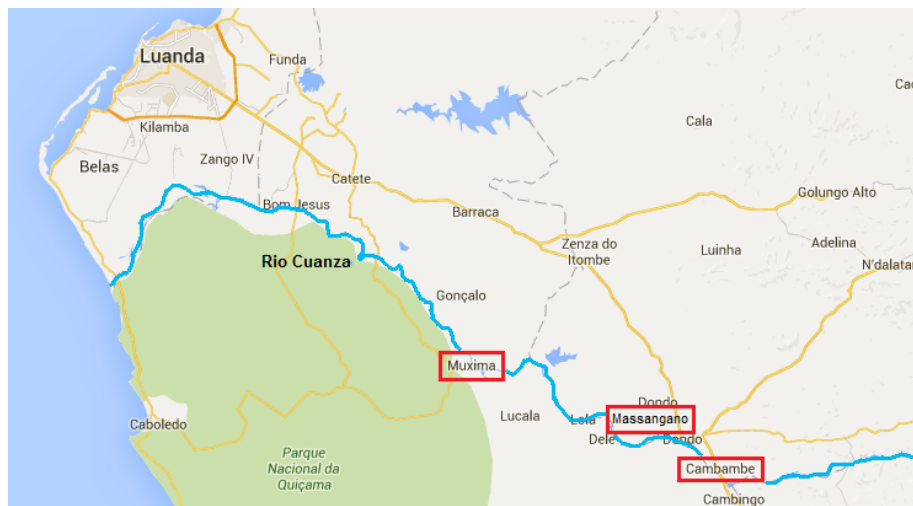 Luanda
Funda
Kilamba
Cala
Belas
Zango IV
Catete
Golungo Alto
Bom Jesus
Barraca
Zenza do
Itombe
Luinha
Adelina
Rio Cuanza
N'dalatan
Gonçalo
Muxima
Dondo
Caboledo
Lucala
Lola
Massangano
Dele
Dondo
Parque
Nacional da
Quiçama
Cambambe
Cambingo